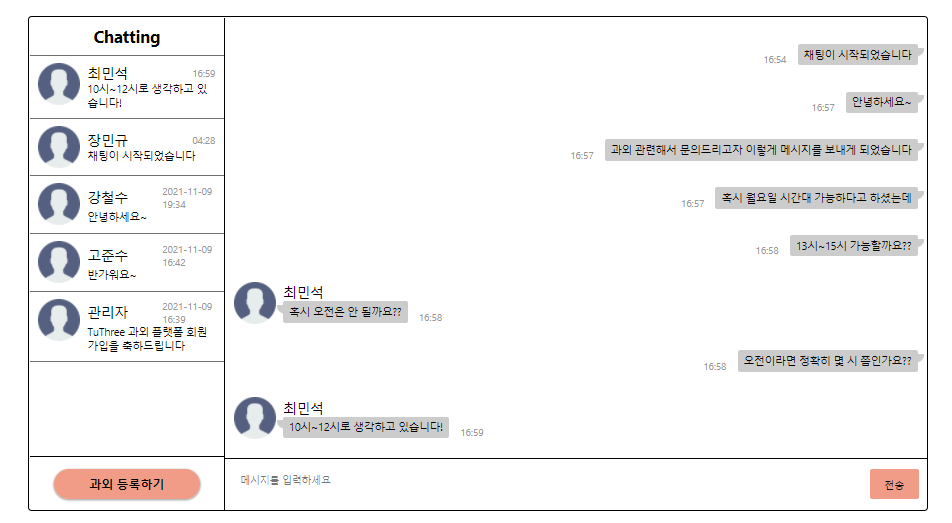 Chatting
최민석 16:59
10시~12시로 생각하고 있
습니다!
장민규 04:28
채팅이 시작되었습니다
강철수 2021-11-09
19:34
안녕하세요~
고준수 2021-11-09
16:42
반가워요~
관리자 2021-11-09
16:39
TuThree 과외 플랫폼 회원
가입을 축하드립니다
과외 등록하기
16:54 채팅이 시작되었습니다
16:57 안녕하세요~
16:57 과외 관련해서 문의드리고자 이렇게 메시지를 보내게 되었습니다
16:57 혹시 월요일 시간대 가능하다고 하셨는데
16:58 13시~15시 가능할까요??
최민석
혹시 오전은 안 될까요?? 16:58
16:58 오전이라면 정확히 몇 시 쯤인가요??
최민석
10시~12시로 생각하고 있습니다! 16:59
메시지를 입력하세요
전송